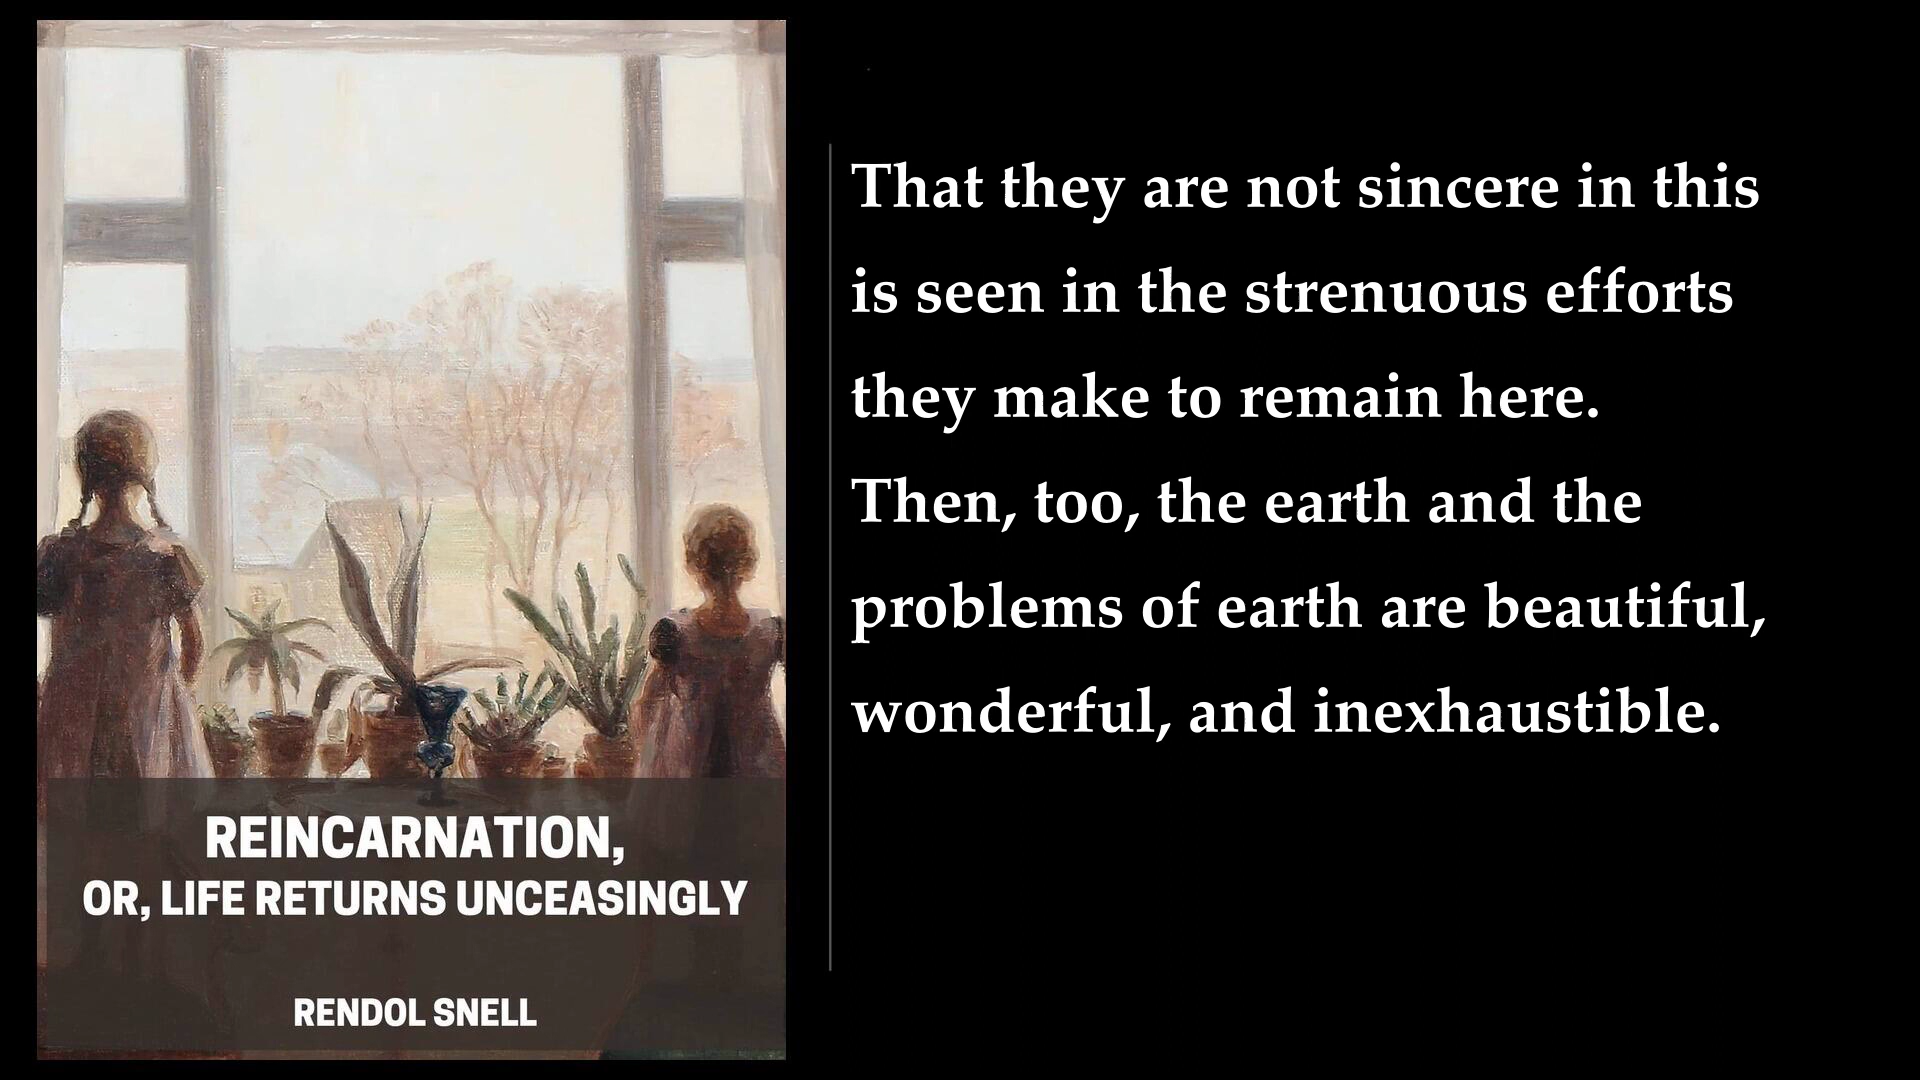 REINCARNATION,
OR, LIFE RETURNS UNCEASINGLY
RENDOL SNELL
That they are not sincere in this
is seen in the strenuous efforts
they make to remain here.
Then, too, the earth and the
problems of earth are beautiful,
wonderful, and inexhaustible.